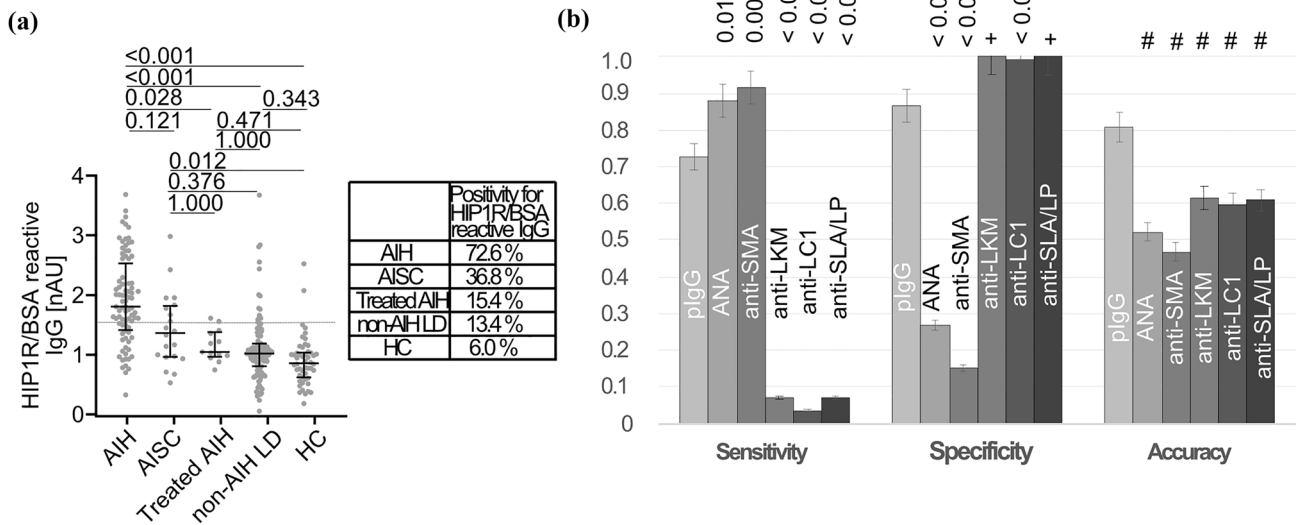 (a)
<0.001
<0.001
0.028
0.343
0.121
0.471
1.000
0.012
0.376
1.000
4
3
2
1
0
HIP1R/BSA reactive
IgG [nAU]
AIH
AISC
Treated AIH
non-AIH LD
HC
Positivity for
HIP1R/BSA
reactive IgG
AIH 72.6 %
AISC 36.8 %
Treated AIH 15.4 %
non-AIH LD 13.4 %
HC 6.0 %
(b)
1.0
0.9
0.8
0.7
0.6
0.5
0.4
0.3
0.2
0.1
0
pIgG
ANA
anti-SMA
anti-LKM
anti-LC1
anti-SLA/LP
Sensitivity
+
+
pIgG
ANA
anti-SMA
anti-LKM
anti-LC1
anti-SLA/LP
Specificity
# # # # #
pIgG
ANA
anti-SMA
anti-LKM
anti-LC1
anti-SLA/LP
Accuracy